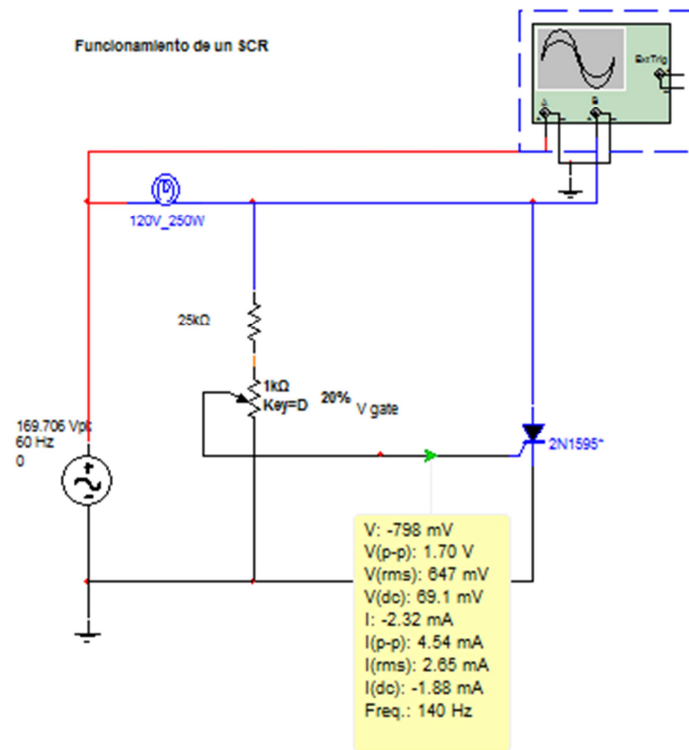 Funcionamiento de un SCR
Ext Trig
A
B
120V_250W
25kΩ
1kΩ
Key=D
20%
V gate
169.706 Vpk
60 Hz
0
2N1595*
V: -798 mV
V(p-p): 1.70 V
V(rms): 647 mV
V(dc): 69.1 mV
I: -2.32 mA
I(p-p): 4.54 mA
I(rms): 2.65 mA
I(dc): -1.88 mA
Freq.: 140 Hz